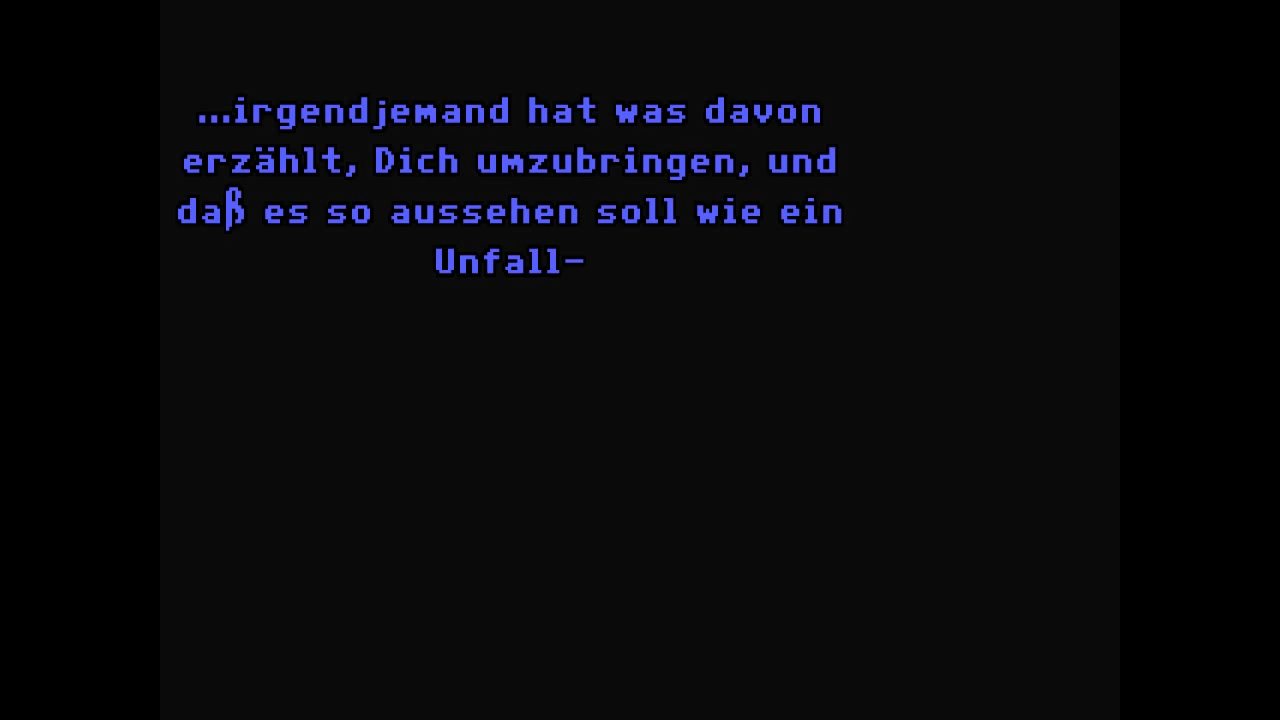 ...irgendjemand hat was davon
erzählt, Dich umzubringen, und
daß es so aussehen soll wie ein
Unfall-